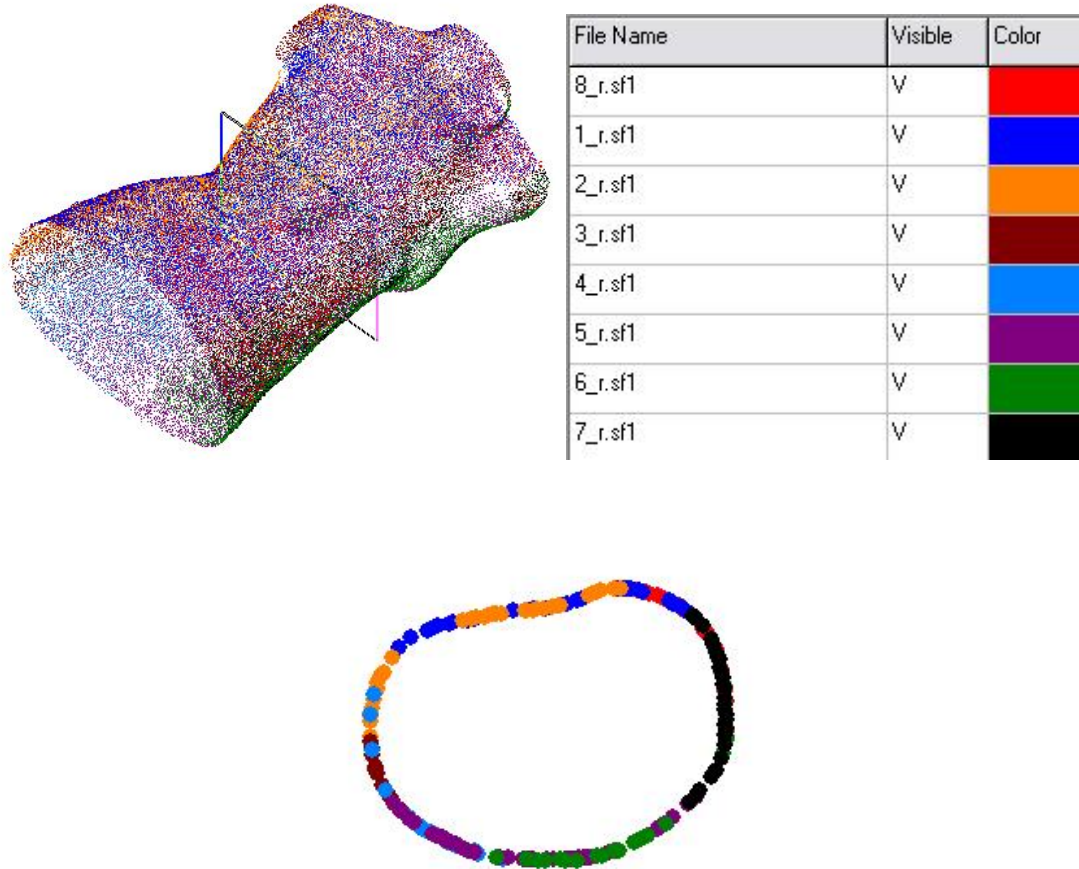 File Name Visible Color
8_r.sf1 V
1_r.sf1 V
2_r.sf1 V
3_r.sf1 V
4_r.sf1 V
5_r.sf1 V
6_r.sf1 V
7_r.sf1 V